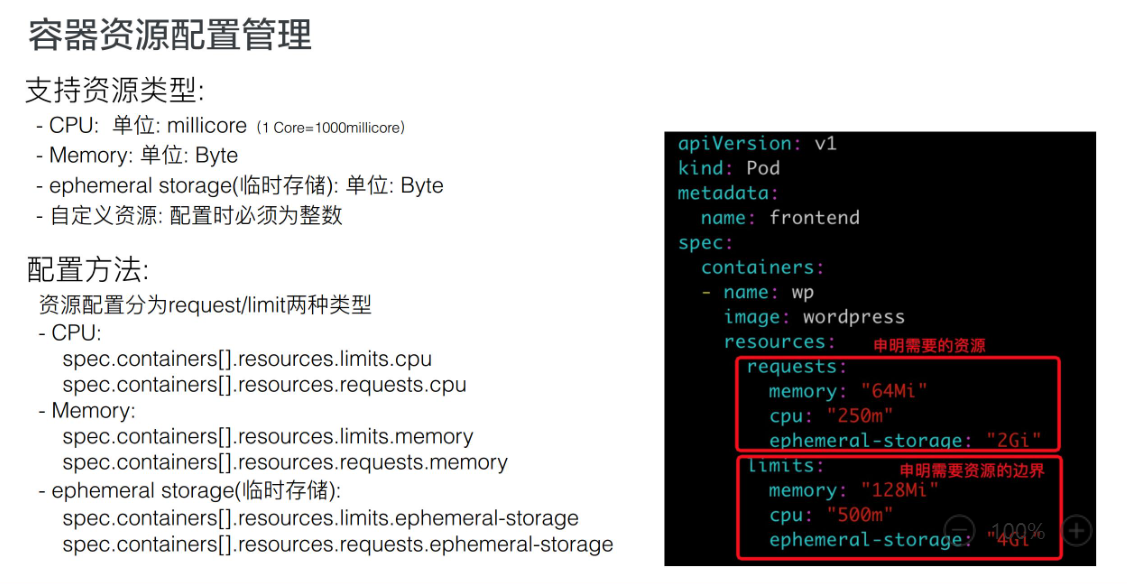 容器资源配置管理
支持资源类型:
- CPU: 单位: millicore (1 Core=1000millicore)
- Memory: 单位: Byte
- ephemeral storage(临时存储): 单位: Byte
- 自定义资源: 配置时必须为整数
配置方法:
资源配置分为request/limit两种类型
- CPU:
spec.containers[].resources.limits.cpu
spec.containers[].resources.requests.cpu
- Memory:
spec.containers[].resources.limits.memory
spec.containers[].resources.requests.memory
- ephemeral storage(临时存储):
spec.containers[].resources.limits.ephemeral-storage
spec.containers[].resources.requests.ephemeral-storage
apiVersion: v1
kind: Pod
metadata:
name: frontend
spec:
containers:
- name: wp
image: wordpress
resources: 申明需要的资源
requests:
memory: "64Mi"
cpu: "250m"
ephemeral-storage: "2Gi"
limits: 申明需要资源的边界
memory: "128Mi"
cpu: "500m"
ephemeral-storage: "4Gi"
100%